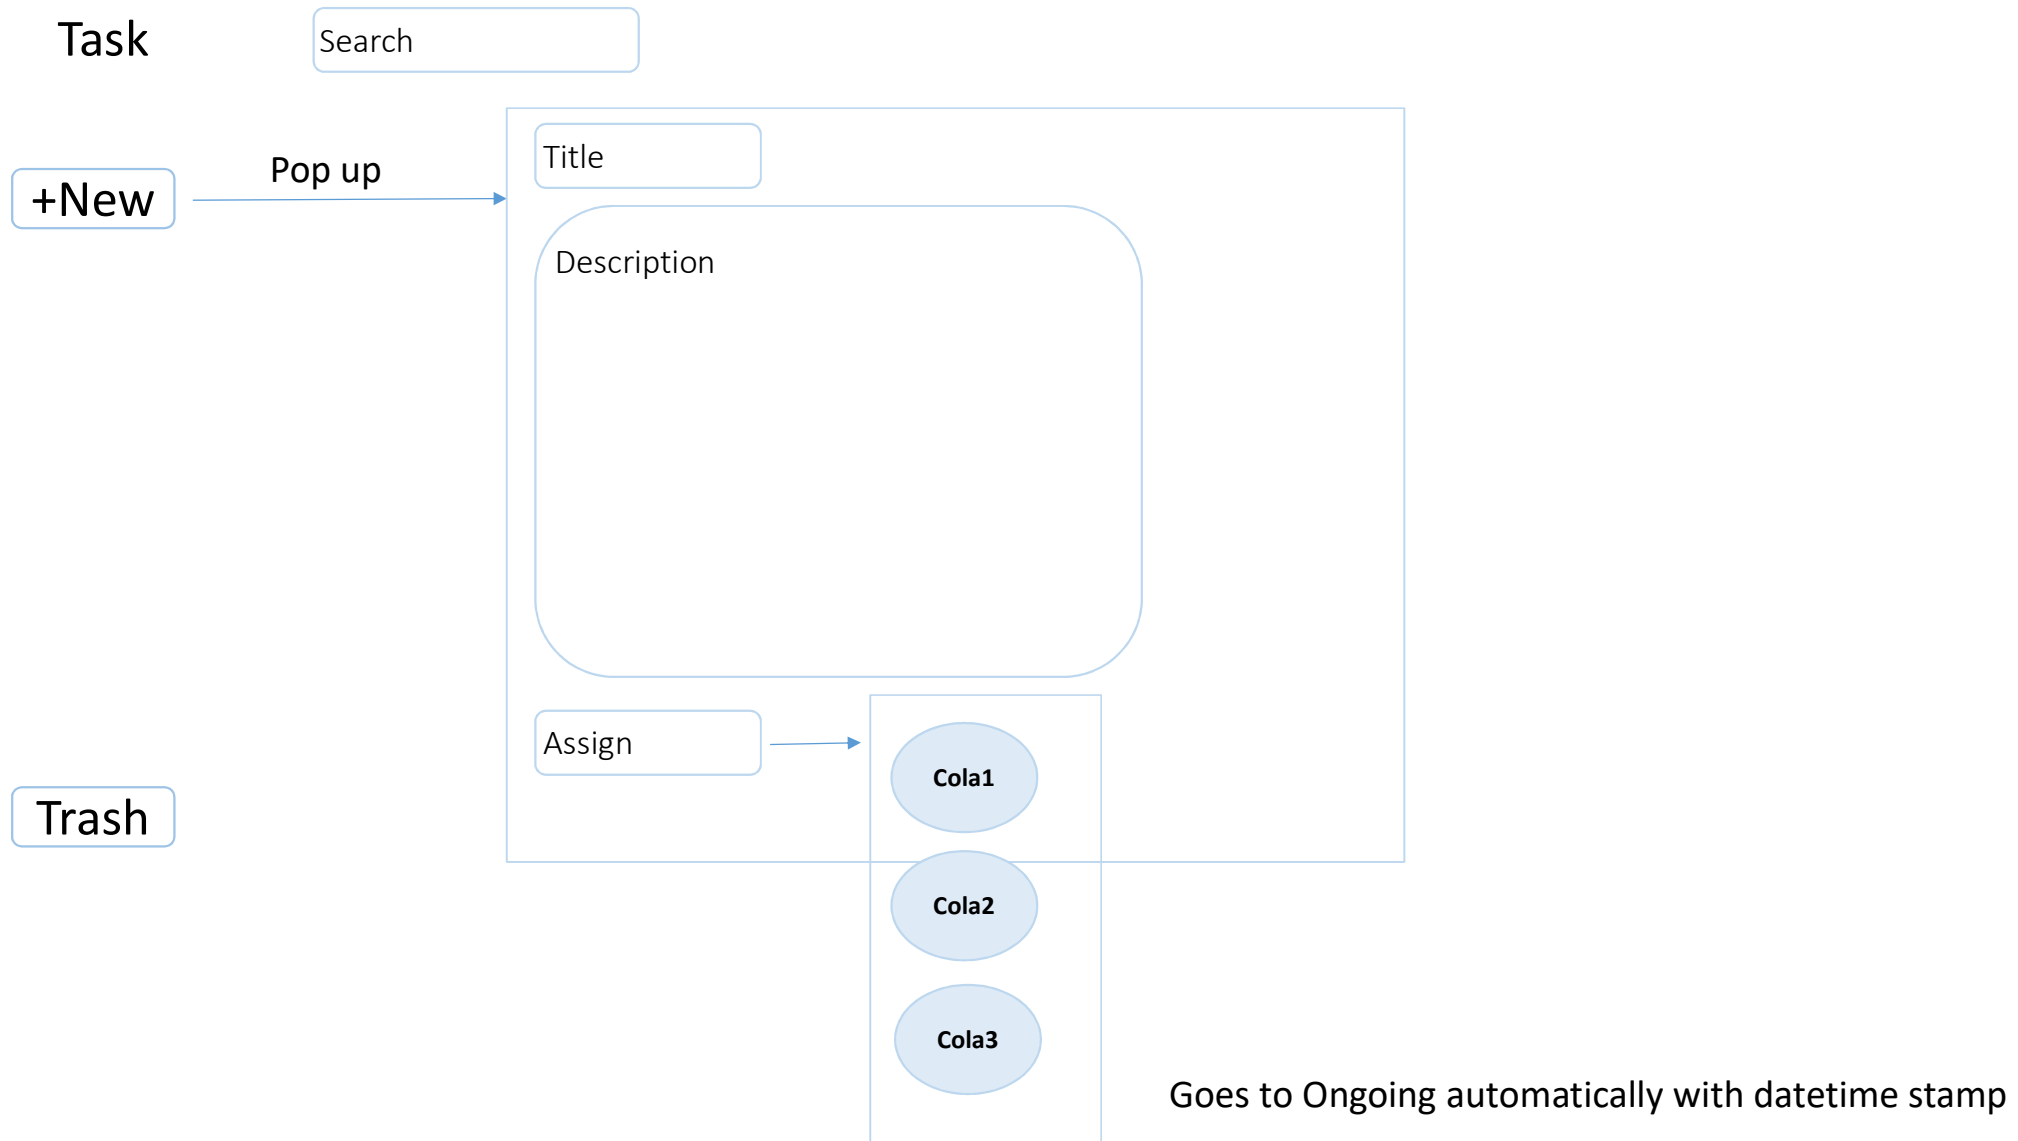 Task
Search
Title
Pop up
+New
Description
Assign
Cola1
Trash
Cola2
Cola3
Goes to Ongoing automatically with datetime stamp